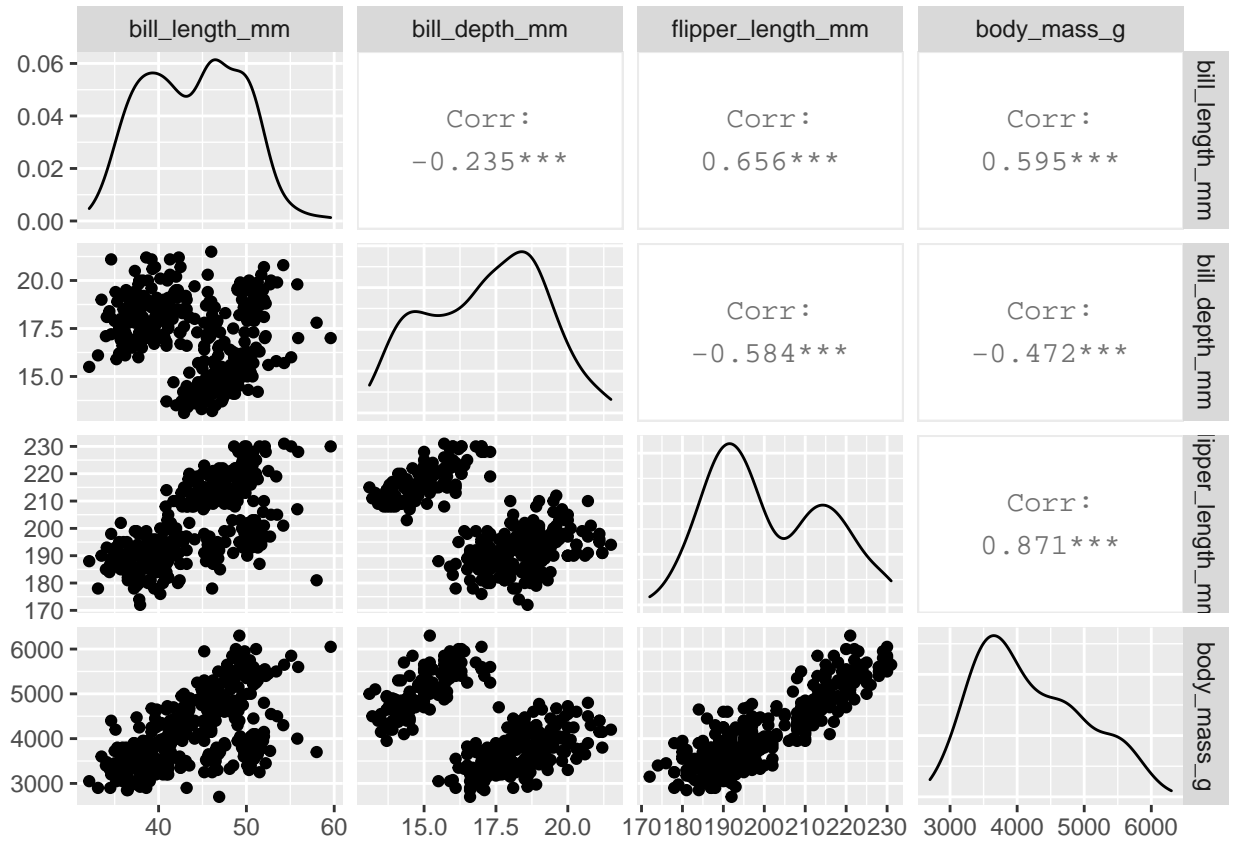 bill_length_mm
bill_depth_mm
flipper_length_mm
body_mass_g
0.06
0.04
0.02
0.00
Corr:
-0.235***
Corr:
0.656***
Corr:
0.595***
bill_length_mm
20.0
17.5
15.0
Corr:
-0.584***
Corr:
-0.472***
bill_depth_mm
230
220
210
200
190
180
170
Corr:
0.871***
lipper_length_mm
6000
5000
4000
3000
body_mass_g
40 50 60
15.0 17.5 20.0
170 180 190 200 210 220 230
3000 4000 5000 6000